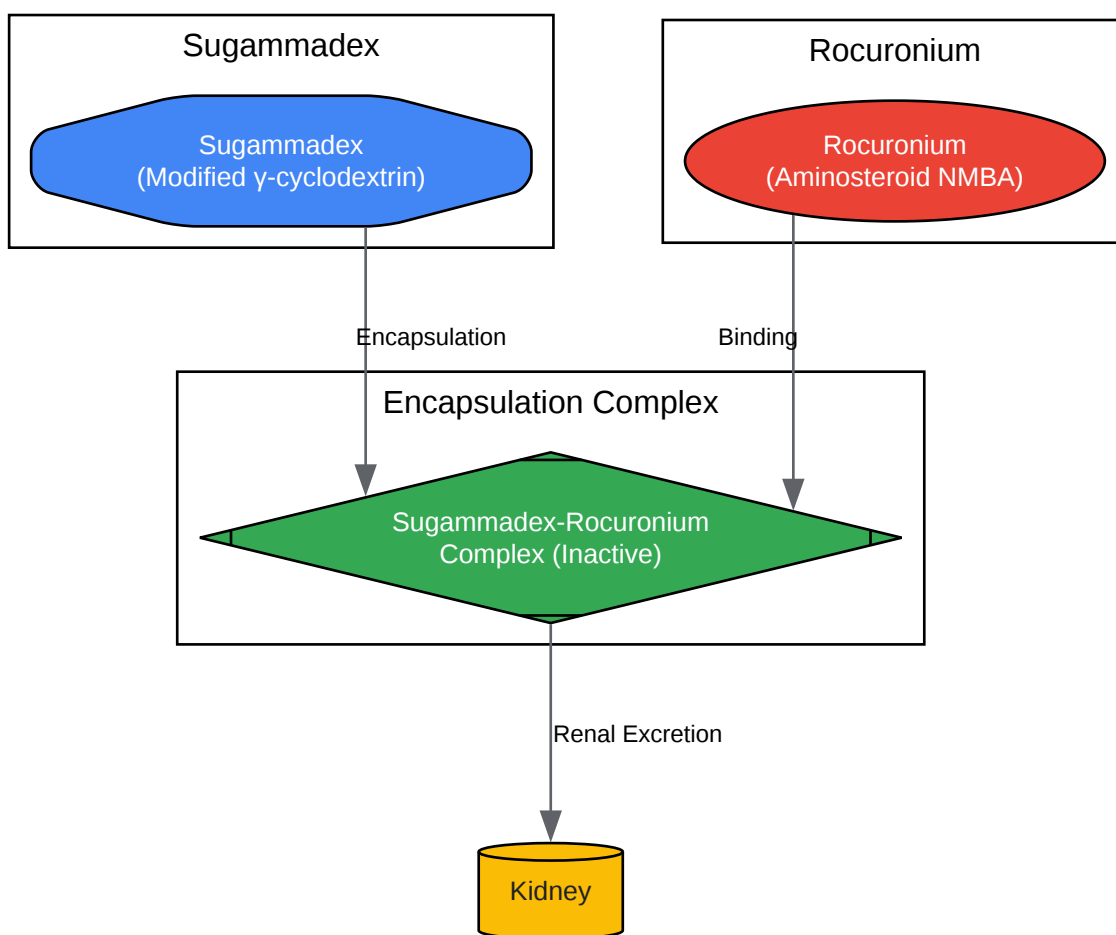 Sugammadex
Rocuronium
Sugammadex
(Modified γ-cyclodextrin)
Rocuronium
(Aminosteroid NMBA)
Encapsulation
Binding
Encapsulation Complex
Sugammadex-Rocuronium
Complex (Inactive)
Renal Excretion
Kidney